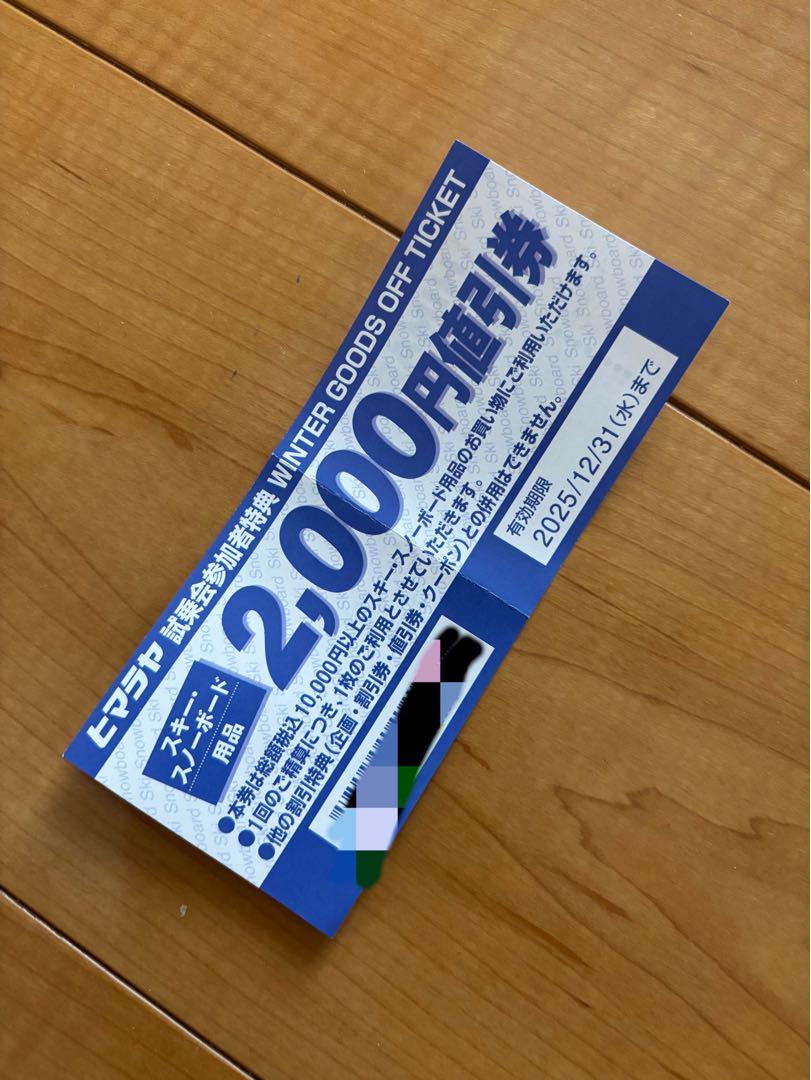 ヒマラヤ 試乗会参加者特典 WINTER GOODS OFF TICKET
スキー・
スノーボード
用品
2,000円値引券
●本券は総額税込10,000円以上のスキー・スノーボード用品のお買い物にご利用いただけます。
●1回のご精算につき、1枚のご利用とさせていただきます。
●他の割引特典(企画・割引券・値引券・クーポン)との併用はできません。
有効期限
2025/12/31(水)まで